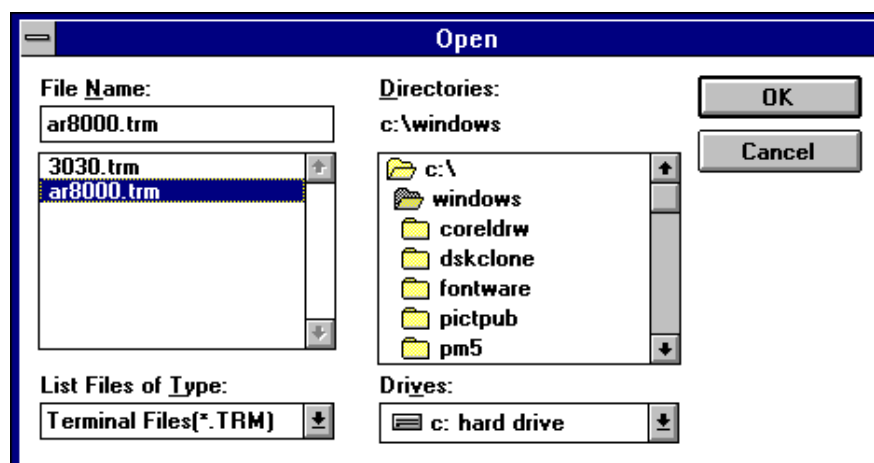 Open
File Name:
ar8000.trm
3030.trm
ar8000.trm
List Files of Type:
Terminal Files(*.TRM)
Directories:
c:\windows
c:\
windows
coreldrw
dskclone
fontware
pictpub
pm5
Drives:
c: hard drive
OK
Cancel